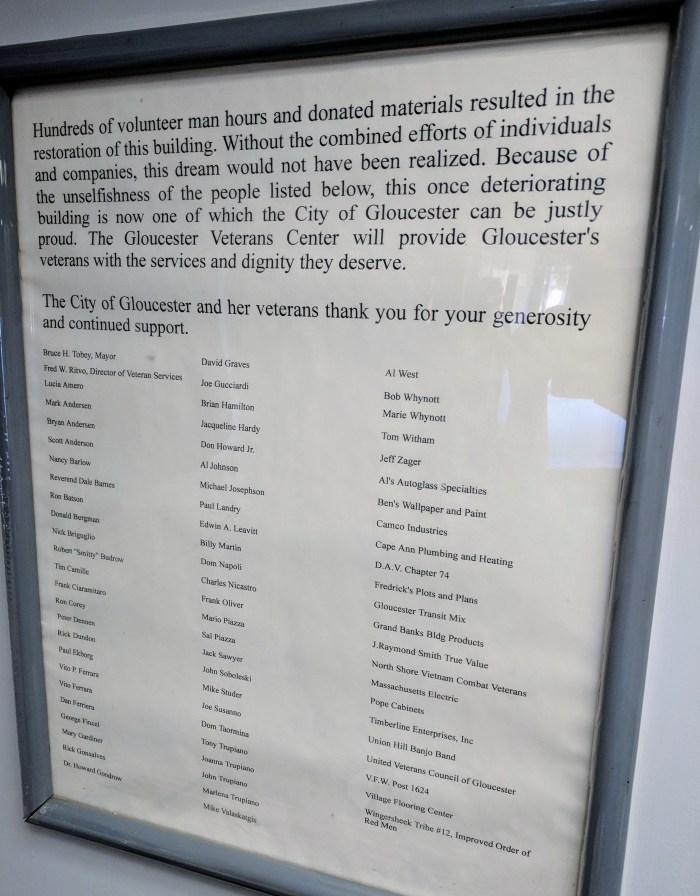 Hundreds of volunteer man hours and donated materials resulted in the
restoration of this building. Without the combined efforts of individuals
and companies, this dream would not have been realized. Because of
the unselfishness of the people listed below, this once deteriorating
building is now one of which the City of Gloucester can be justly
proud. The Gloucester Veterans Center will provide Gloucester's
veterans with the services and dignity they deserve.
The City of Gloucester and her veterans thank you for your generosity
and continued support.
Bruce H. Tobey, Mayor
Fred W. Ritvo, Director of Veteran Services
Lucia Amero
Mark Andersen
Bryan Andersen
Scott Anderson
Nancy Barlow
Reverend Dale Barnes
Ron Batson
Donald Bergman
Nick Briguglio
Robert "Smitty" Budrow
Tim Camille
Frank Ciaramitaro
Ron Corey
Peter Dennen
Rick Dundon
Paul Ekborg
Vito P. Ferrara
Vito Ferrara
Dan Ferriera
George Fincel
Mary Gardiner
Rick Gonsalves
Dr. Howard Goodrow
David Graves
Joe Gucciardi
Brian Hamilton
Jacqueline Hardy
Don Howard Jr.
Al Johnson
Michael Josephson
Paul Landry
Edwin A. Leavitt
Billy Martin
Dom Napoli
Charles Nicastro
Frank Oliver
Mario Piazza
Sal Piazza
Jack Sawyer
John Soboleski
Mike Studer
Joe Susanno
Dom Taormina
Tony Trupiano
Joanna Trupiano
John Trupiano
Marlena Trupiano
Mike Valaskatgis
Al West
Bob Whynott
Marie Whynott
Tom Witham
Jeff Zager
Al's Autoglass Specialties
Ben's Wallpaper and Paint
Camco Industries
Cape Ann Plumbing and Heating
D.A.V. Chapter 74
Fredrick's Plots and Plans
Gloucester Transit Mix
Grand Banks Bldg Products
J.Raymond Smith True Value
North Shore Vietnam Combat Veterans
Massachusetts Electric
Pope Cabinets
Timberline Enterprises, Inc
Union Hill Banjo Band
United Veterans Council of Gloucester
V.F.W. Post 1624
Village Flooring Center
Wingersheek Tribe #12, Improved Order of
Red Men